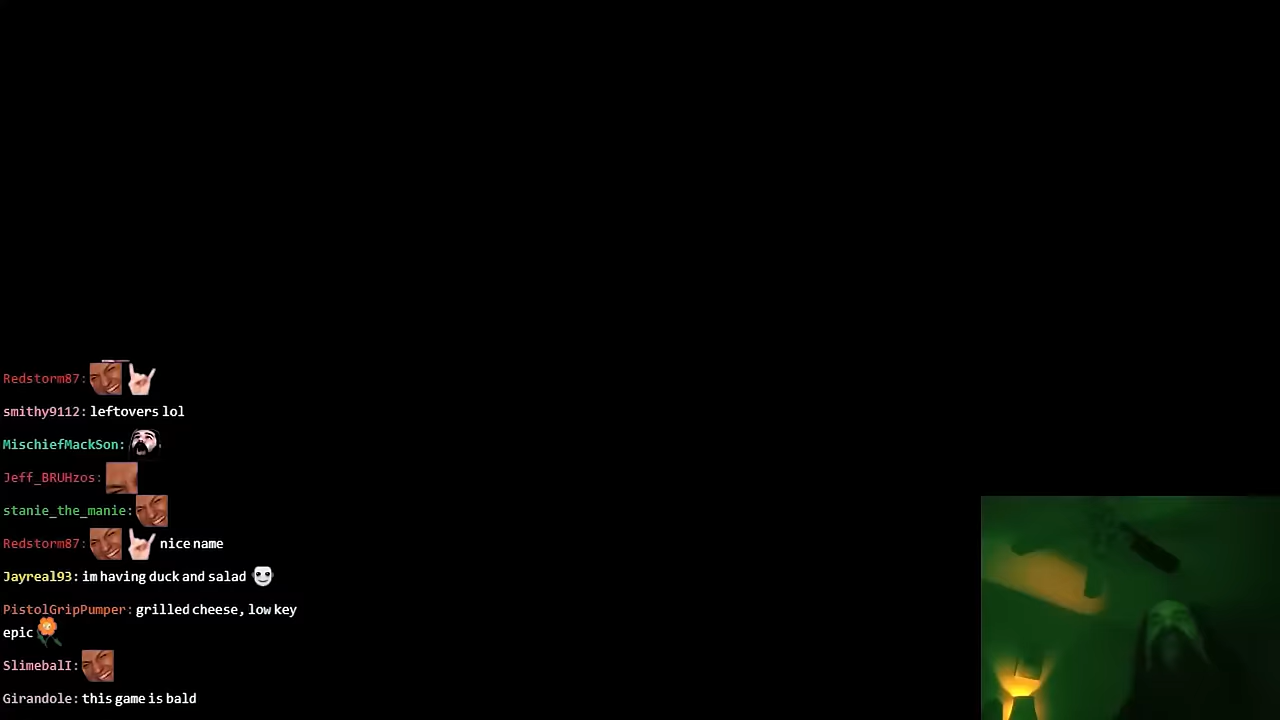 Redstorm87:
smithy9112: leftovers lol
MischiefMackSon:
Jeff_BRUHzos:
stanie_the_manie:
Redstorm87: nice name
Jayreal93: im having duck and salad
PistolGripPumper: grilled cheese, low key
epic
SlimebalI:
Girandole: this game is bald